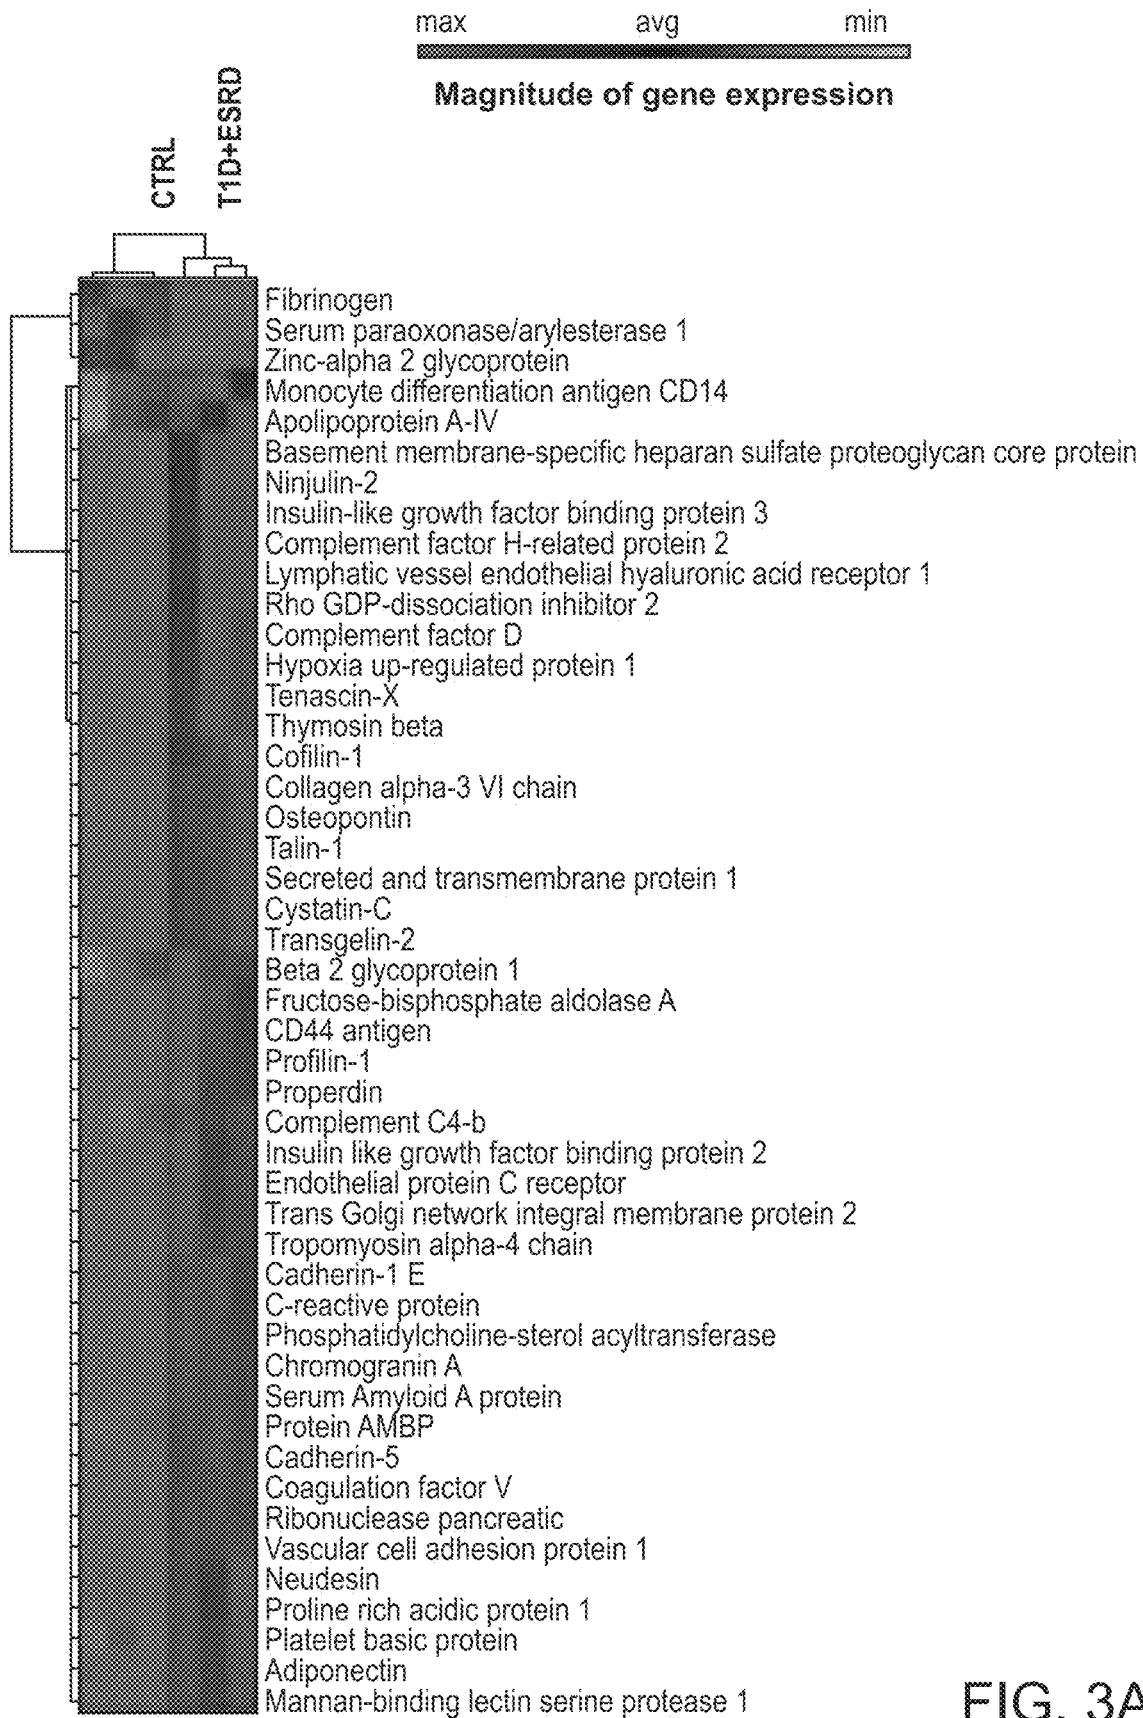 max avg min
Magnitude of gene expression
CTRL
T1D+ESRD
Fibrinogen
Serum paraoxonase/arylesterase 1
Zinc-alpha 2 glycoprotein
Monocyte differentiation antigen CD14
Apolipoprotein A-IV
Basement membrane-specific heparan sulfate proteoglycan core protein
Ninjulin-2
Insulin-like growth factor binding protein 3
Complement factor H-related protein 2
Lymphatic vessel endothelial hyaluronic acid receptor 1
Rho GDP-dissociation inhibitor 2
Complement factor D
Hypoxia up-regulated protein 1
Tenascin-X
Thymosin beta
Cofilin-1
Collagen alpha-3 VI chain
Osteopontin
Talin-1
Secreted and transmembrane protein 1
Cystatin-C
Transgelin-2
Beta 2 glycoprotein 1
Fructose-bisphosphate aldolase A
CD44 antigen
Profilin-1
Properdin
Complement C4-b
Insulin like growth factor binding protein 2
Endothelial protein C receptor
Trans Golgi network integral membrane protein 2
Tropomyosin alpha-4 chain
Cadherin-1 E
C-reactive protein
Phosphatidylcholine-sterol acyltransferase
Chromogranin A
Serum Amyloid A protein
Protein AMBP
Cadherin-5
Coagulation factor V
Ribonuclease pancreatic
Vascular cell adhesion protein 1
Neudesin
Proline rich acidic protein 1
Platelet basic protein
Adiponectin
Mannan-binding lectin serine protease 1
FIG. 3A